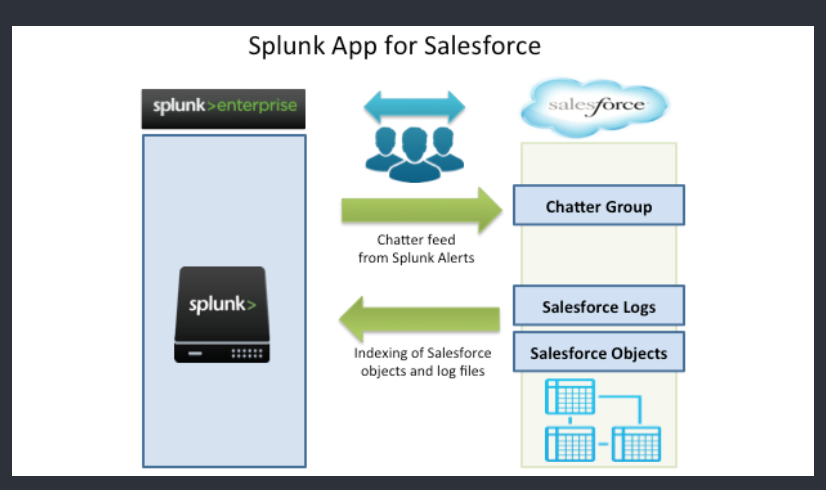 Splunk App for Salesforce
splunk>enterprise
salesforce
Chatter Group
Chatter feed
from Splunk Alerts
splunk>
Salesforce Logs
Salesforce Objects
Indexing of Salesforce
objects and log files